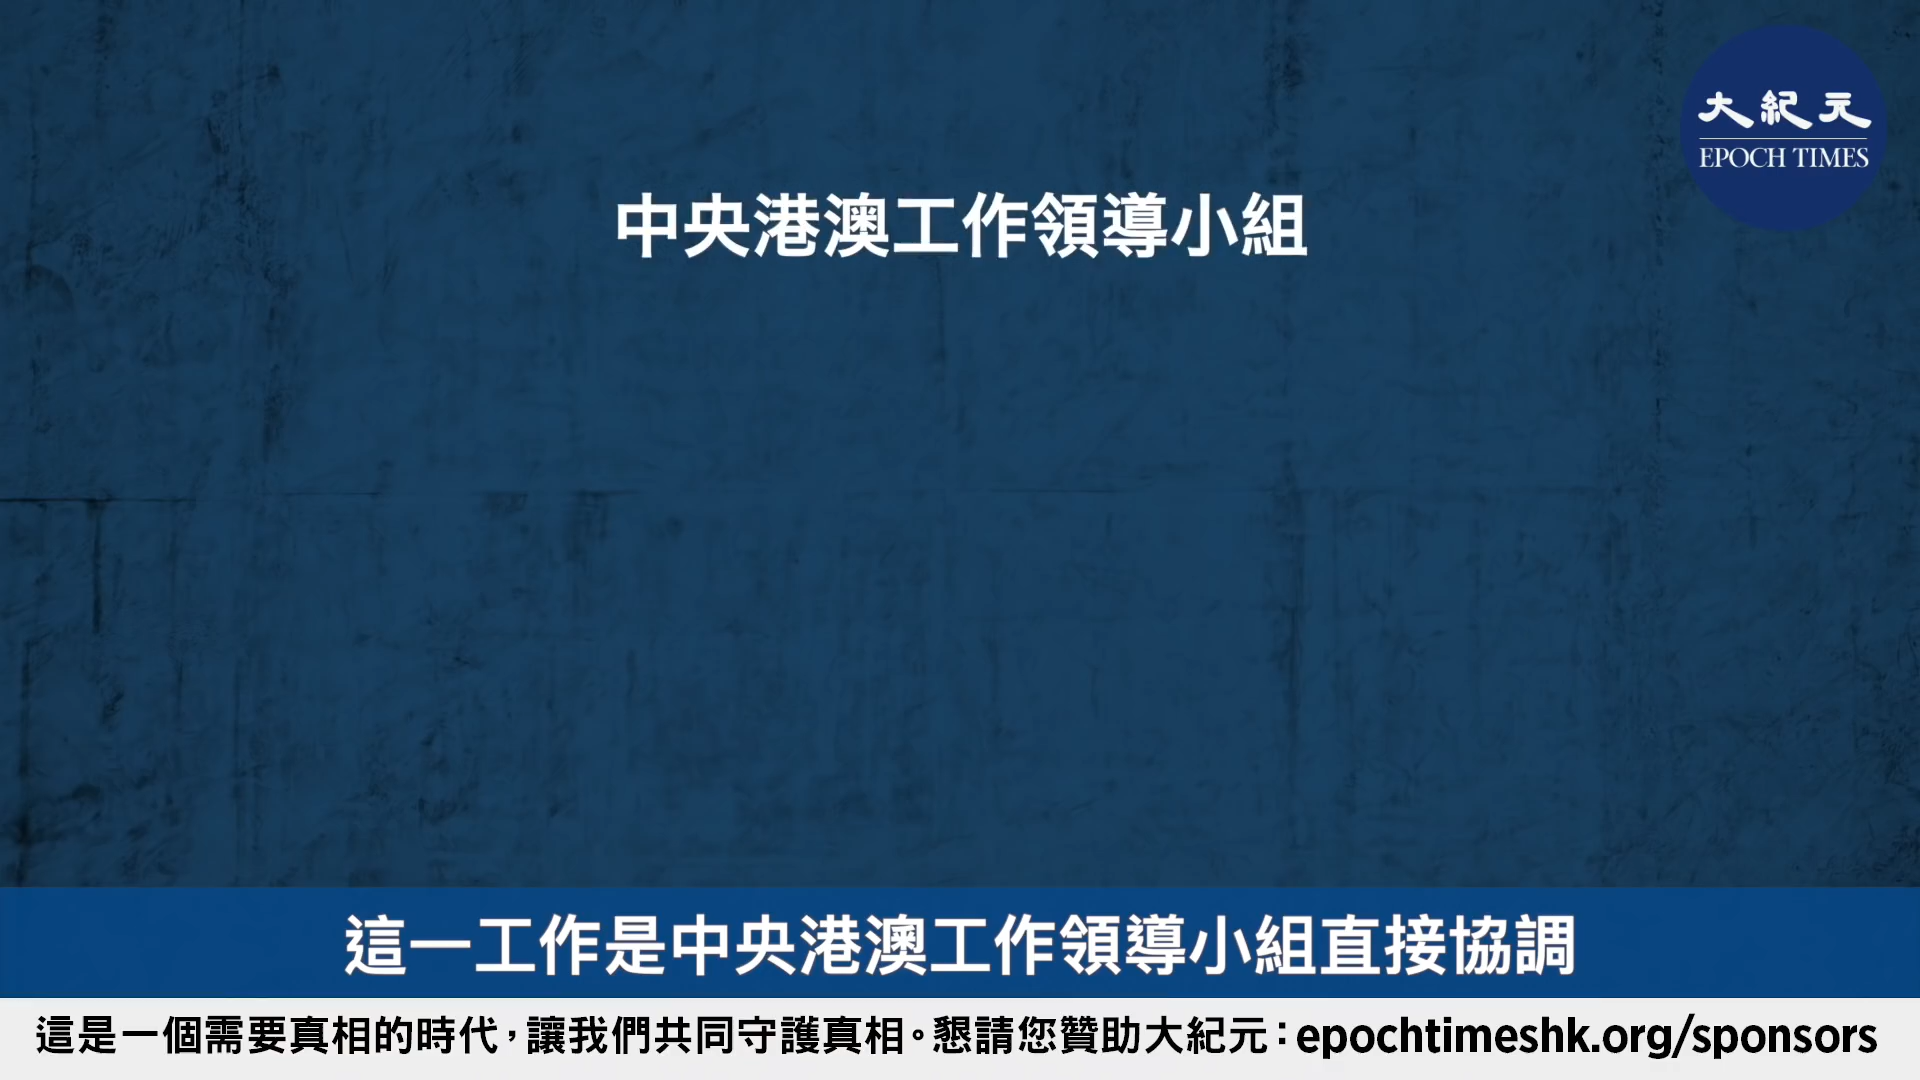 大紀元
EPOCH TIMES
中央港澳工作領導小組
這一工作是中央港澳工作領導小組直接協調
這是一個需要真相的時代，讓我們共同守護真相。懇請您贊助大紀元：epochtimeshk.org/sponsors